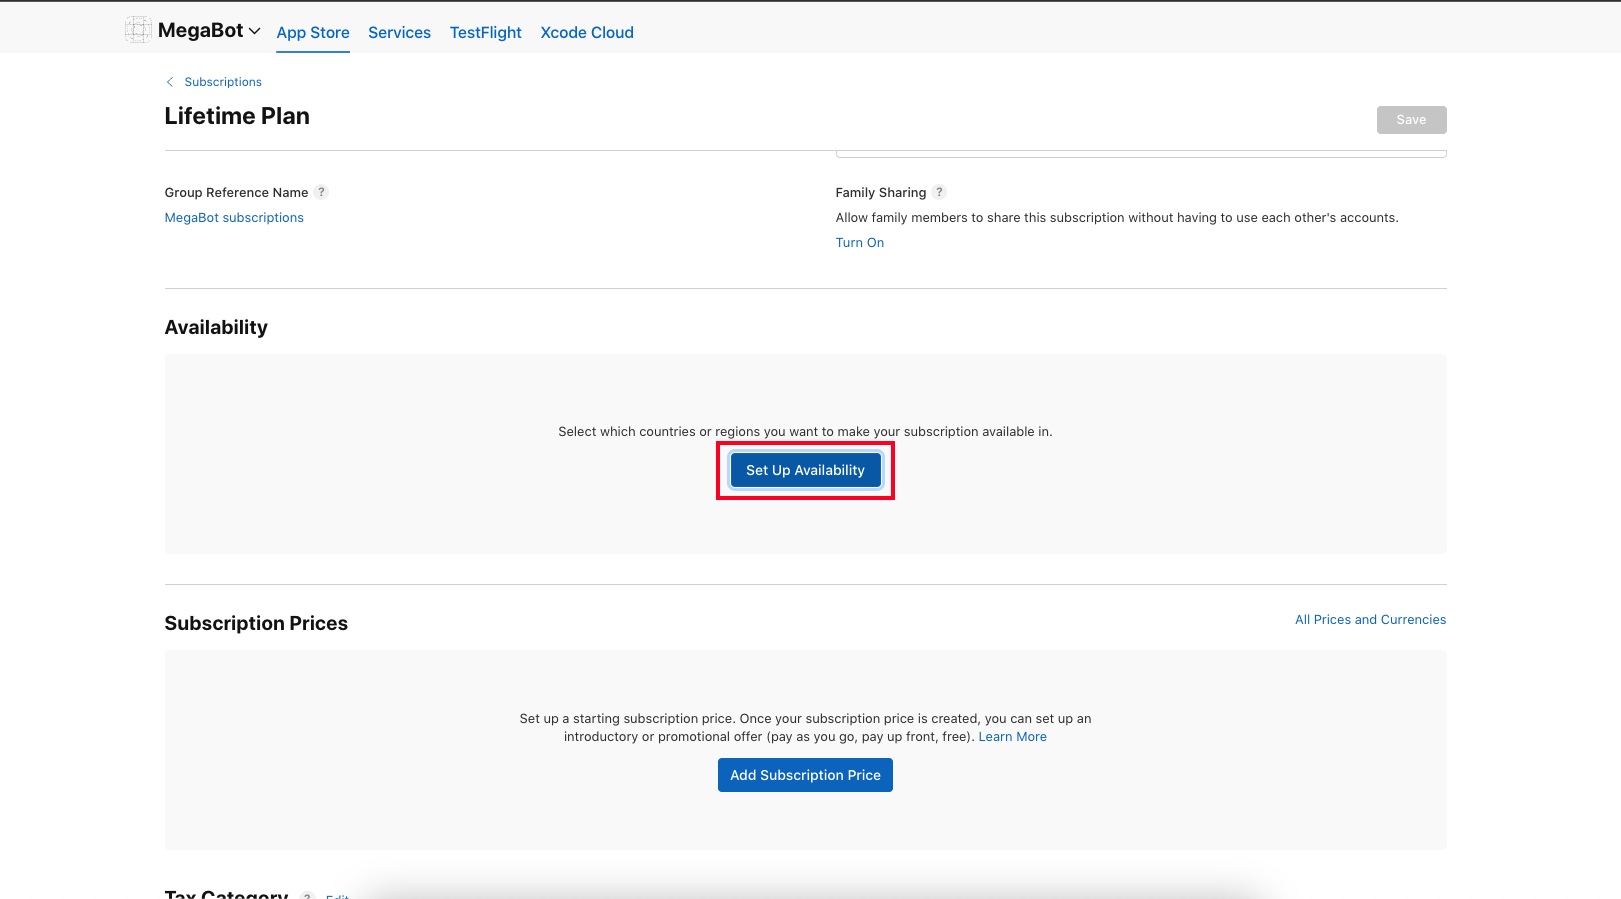 MegaBot
App Store
Services
TestFlight
Xcode Cloud
Subscriptions
Lifetime Plan
Save
Group Reference Name ?
MegaBot subscriptions
Family Sharing ?
Allow family members to share this subscription without having to use each other's accounts.
Turn On
Availability
Select which countries or regions you want to make your subscription available in.
Set Up Availability
Subscription Prices
All Prices and Currencies
Set up a starting subscription price. Once your subscription price is created, you can set up an
introductory or promotional offer (pay as you go, pay up front, free). Learn More
Add Subscription Price
Tax Category ? Edit